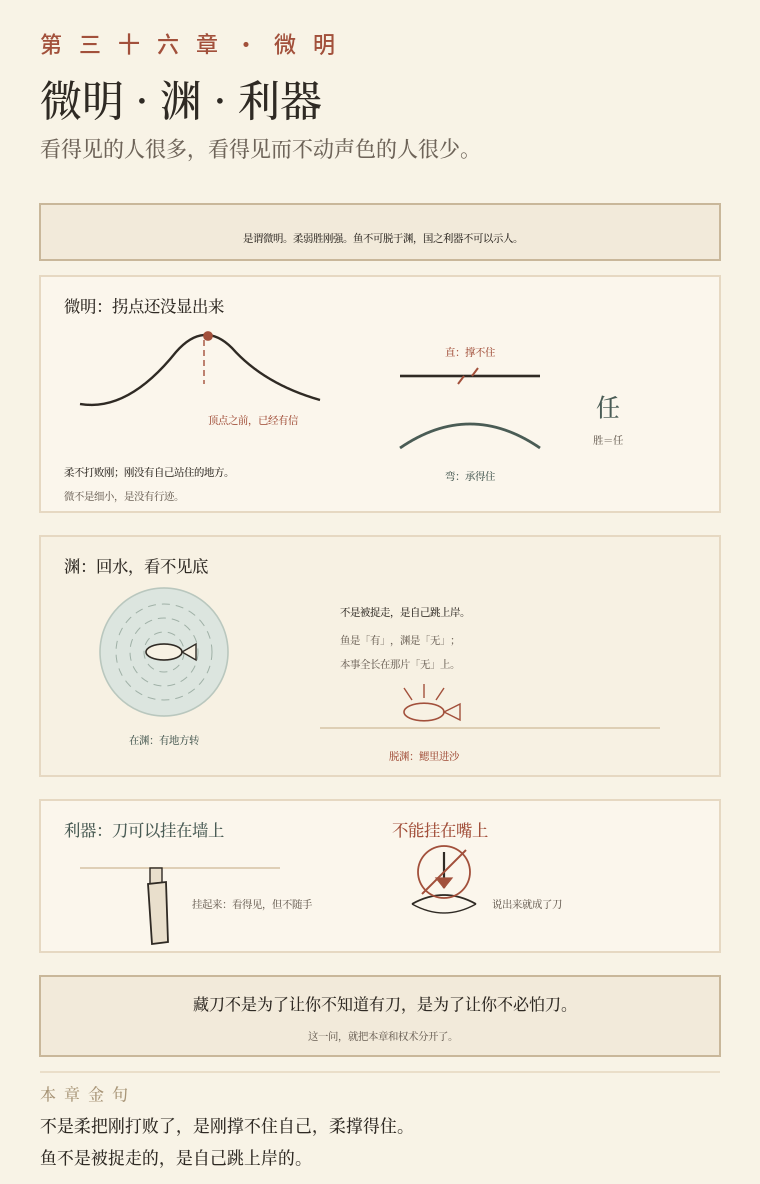 第三十六章·微明
微明·渊·利器
看得见的人很多，看得见而不动声色的人很少。
是谓微明。柔弱胜刚强。鱼不可脱于渊，国之利器不可以示人。
微明：拐点还没显出来
直：撑不住
任
顶点之前，已经有信
胜＝任
柔不打败刚；刚没有自己站住的地方。
弯：承得住
微不是细小，是没有行迹。
渊：回水，看不见底
不是被捉走，是自己跳上岸。
鱼是「有」，渊是「无」；
本事全长在那片「无」上。
在渊：有地方转
脱渊：鳃里进沙
利器：刀可以挂在墙上
不能挂在嘴上
挂起来：看得见，但不随手
说出来就成了刀
藏刀不是为了让你不知道有刀，是为了让你不必怕刀。
这一问，就把本章和权术分开了。
本章金句
不是柔把刚打败了，是刚撑不住自己，柔撑得住。
鱼不是被捉走的，是自己跳上岸的。